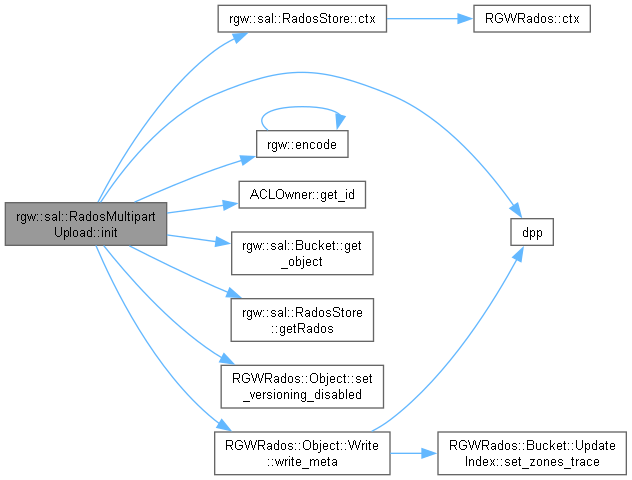 rgw::sal::RadosStore::ctx
RGWRados::ctx
rgw::encode
ACLOwner::get_id
rgw::sal::RadosMultipart
Upload::init
rgw::sal::Bucket::get
_object
dpp
rgw::sal::RadosStore
::getRados
RGWRados::Object::set
_versioning_disabled
RGWRados::Object::Write
::write_meta
RGWRados::Bucket::Update
Index::set_zones_trace